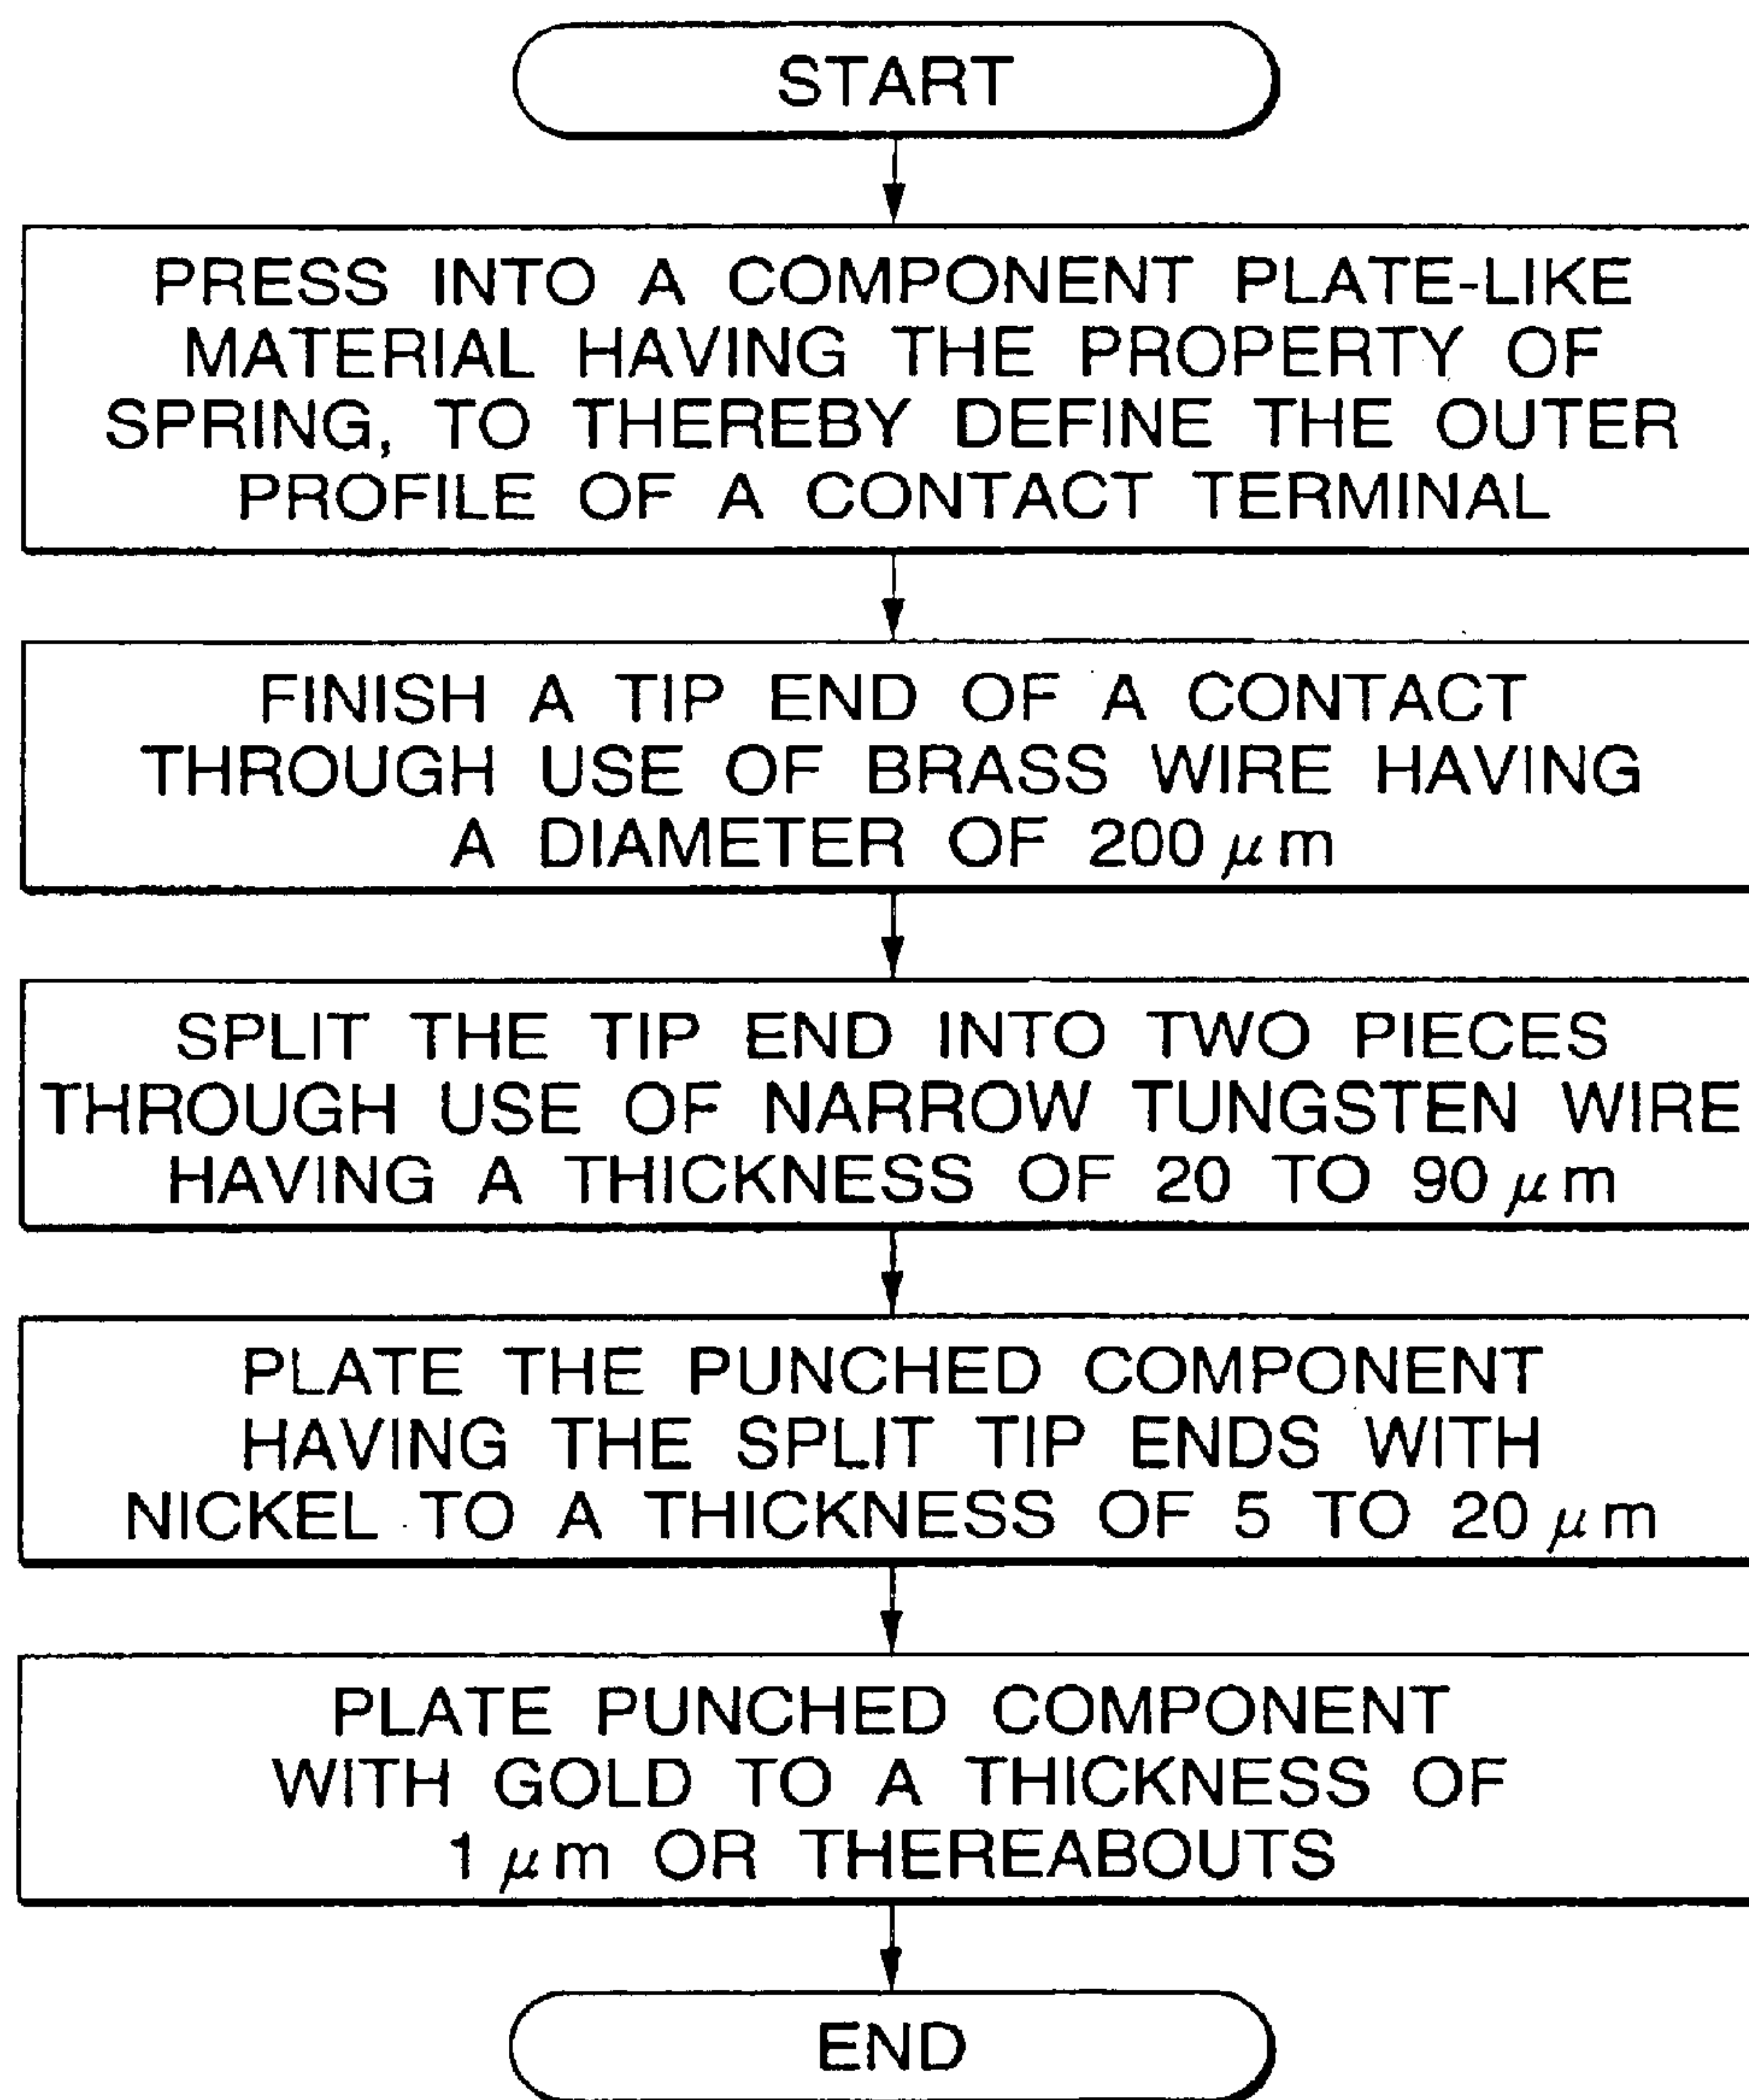 START
PRESS INTO A COMPONENT PLATE-LIKE
MATERIAL HAVING THE PROPERTY OF
SPRING, TO THEREBY DEFINE THE OUTER
PROFILE OF A CONTACT TERMINAL
FINISH A TIP END OF A CONTACT
THROUGH USE OF BRASS WIRE HAVING
A DIAMETER OF 200 μm
SPLIT THE TIP END INTO TWO PIECES
THROUGH USE OF NARROW TUNGSTEN WIRE
HAVING A THICKNESS OF 20 TO 90 μm
PLATE THE PUNCHED COMPONENT
HAVING THE SPLIT TIP ENDS WITH
NICKEL TO A THICKNESS OF 5 TO 20 μm
PLATE PUNCHED COMPONENT
WITH GOLD TO A THICKNESS OF
1 μm OR THEREABOUTS
END